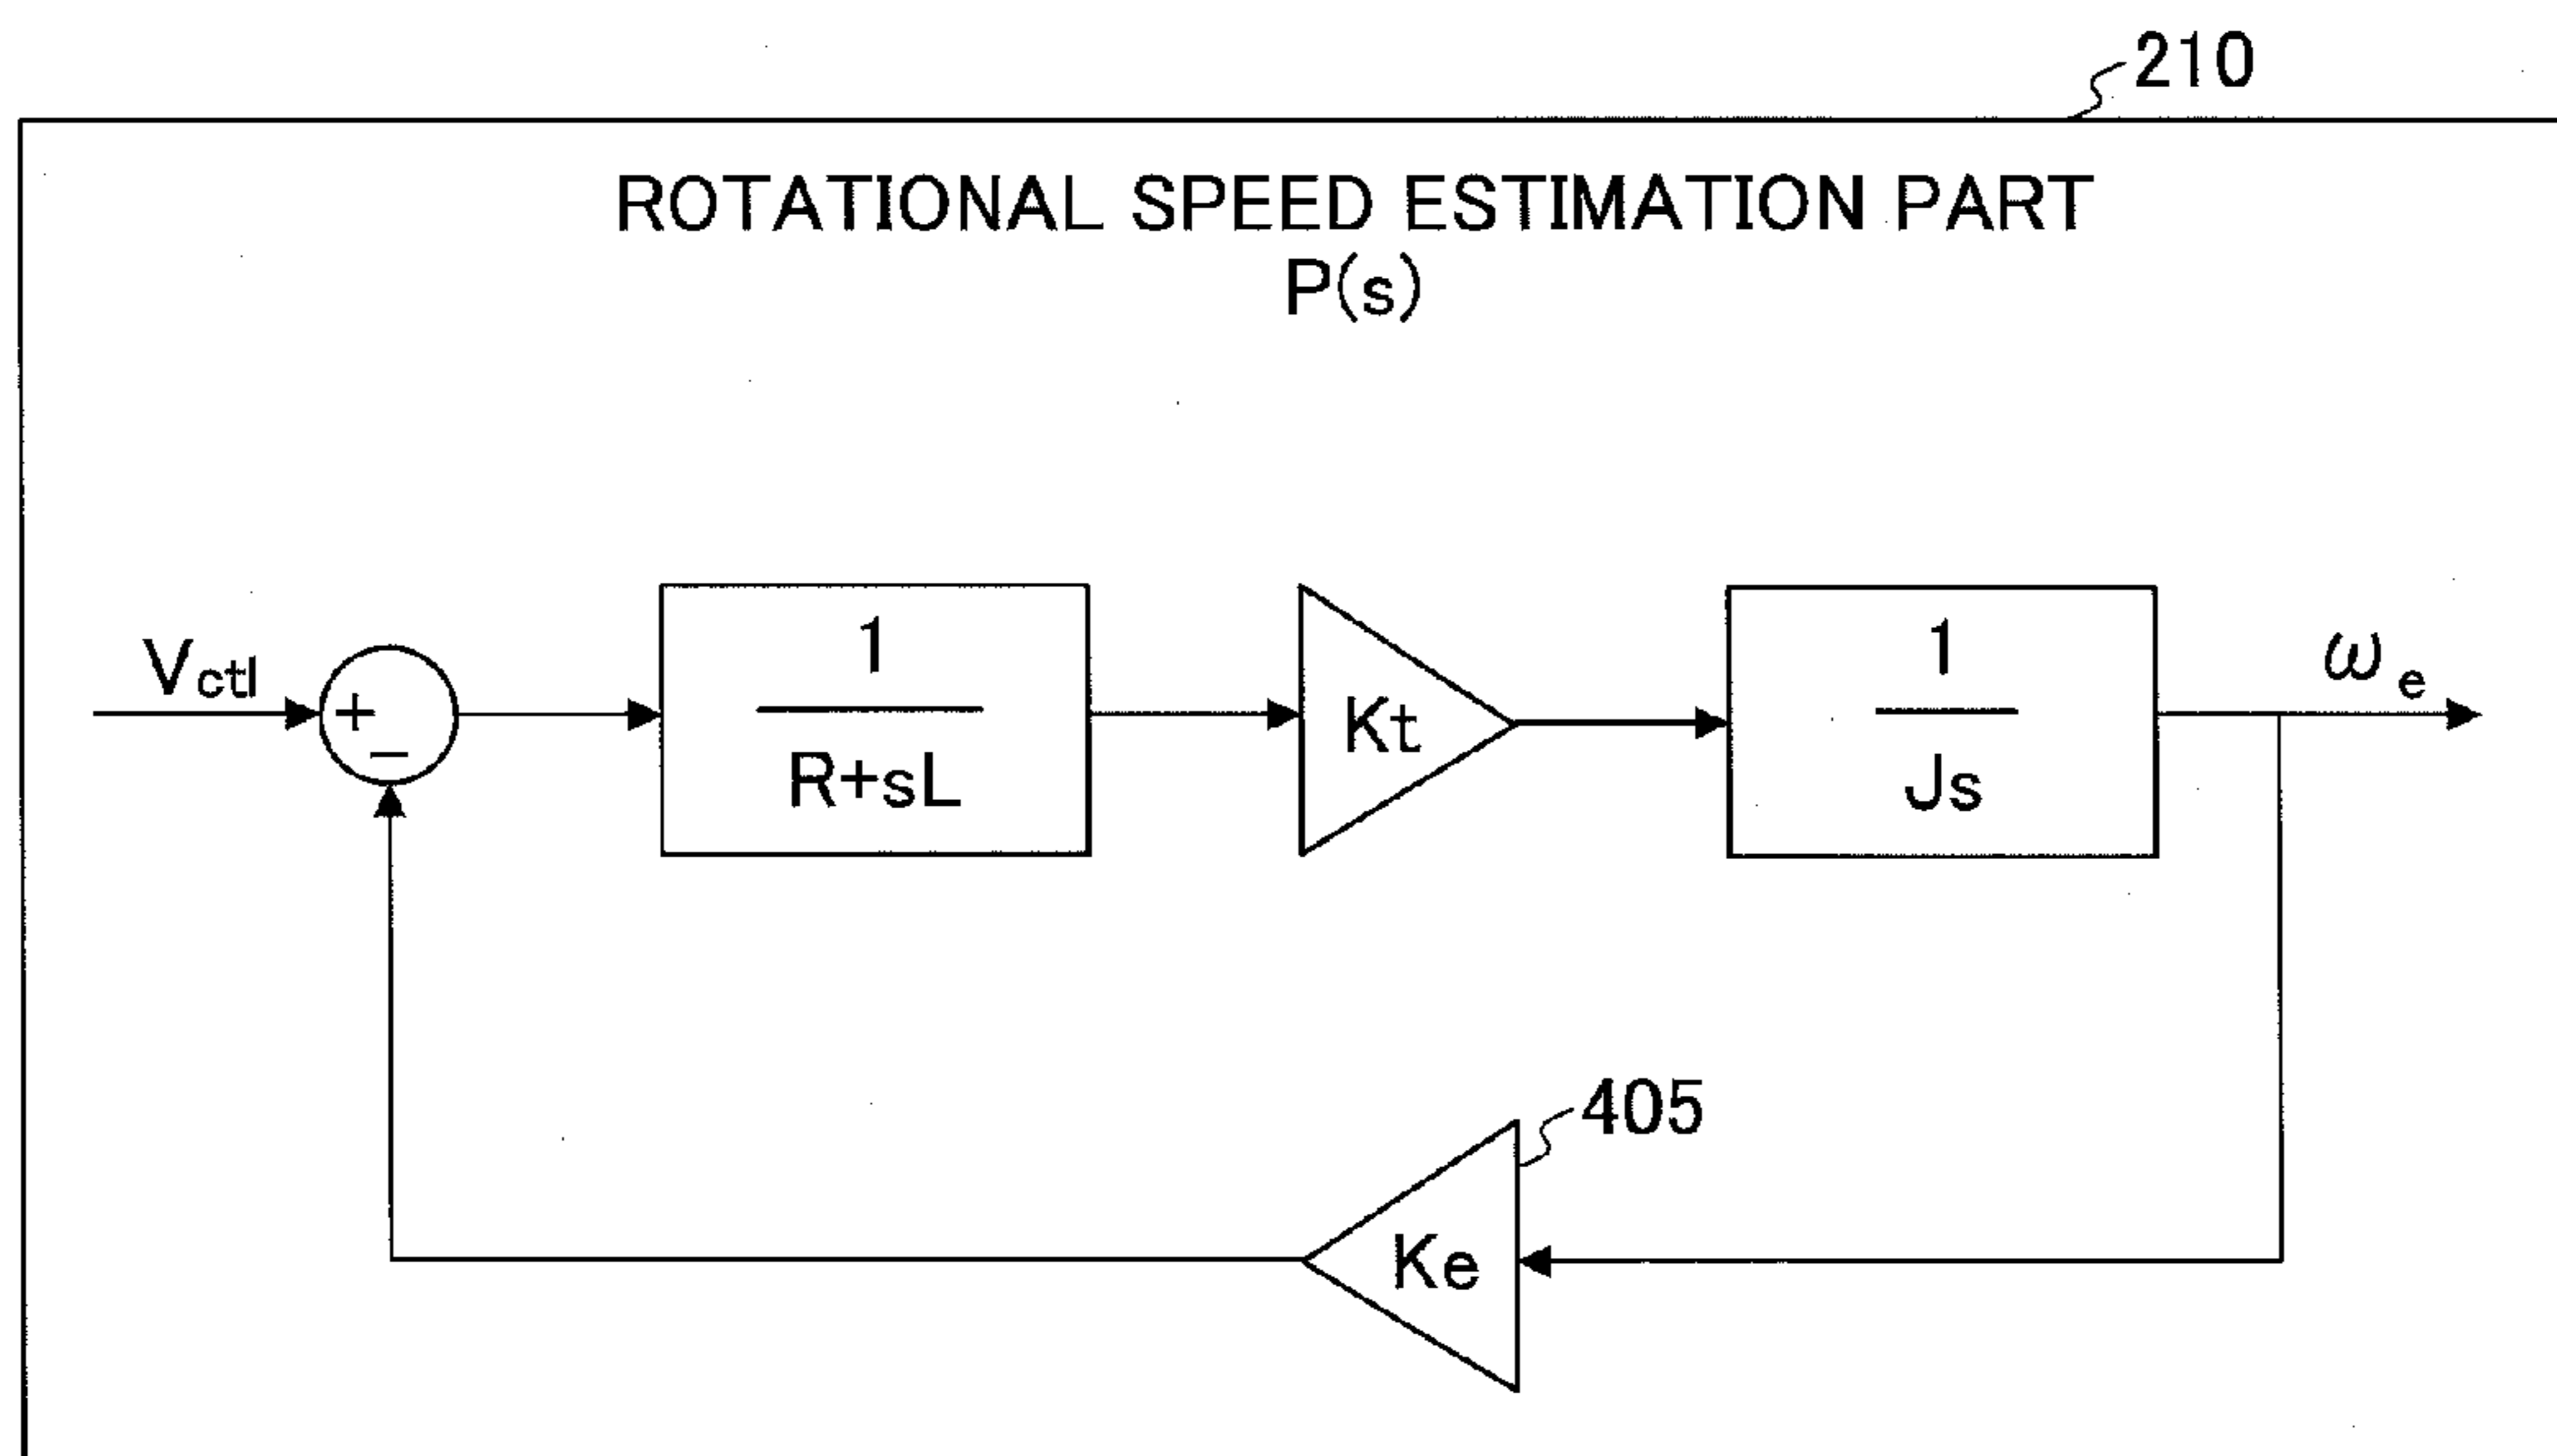 210
ROTATIONAL SPEED ESTIMATION PART
P(s)
Vctl
+
−
1
R+sL
Kt
1
Js
ωe
405
Ke